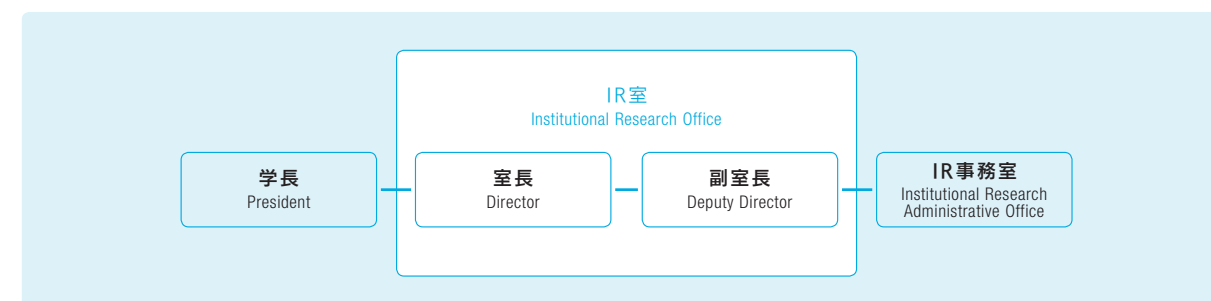 IR室
Institutional Research Office
学長
President
室長
Director
副室長
Deputy Director
IR事務室
Institutional Research
Administrative Office